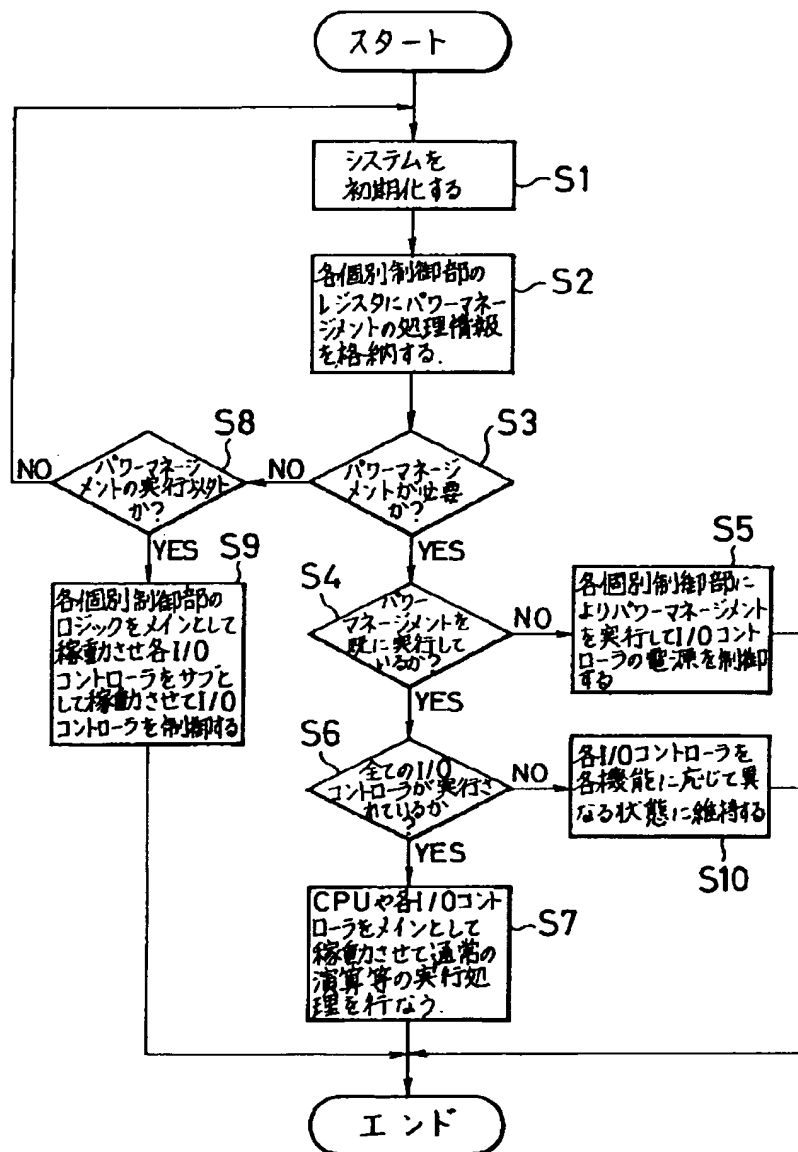 スタート
システムを
初期化する
S1
各個別制御部の
レジスタにパワーマネー
ジメントの処理情報
を格納する.
S2
パワーマネージ
メントが必要
か?
S3
NO
YES
パワーマネージ
メントの実行以外
か?
S8
NO
YES
各個別制御部の
ロジックをメインとして
稼動させ各I/O
コントローラをサブと
して稼動させてI/O
コントローラを制御する
S9
パワー
マネージメントを
既に実行して
いるか?
S4
NO
YES
各個別制御部に
よりパワーマネージメント
を実行してI/Oコント
ローラの電源を制御
する
S5
全てのI/O
コントローラが実行さ
れているか
?
S6
NO
YES
各I/Oコントローラを
各機能に応じて異
なる状態に維持する
S10
CPUや各I/Oコント
ローラをメインとして
稼動させて通常の
演算等の実行処
理を行なう.
S7
エンド